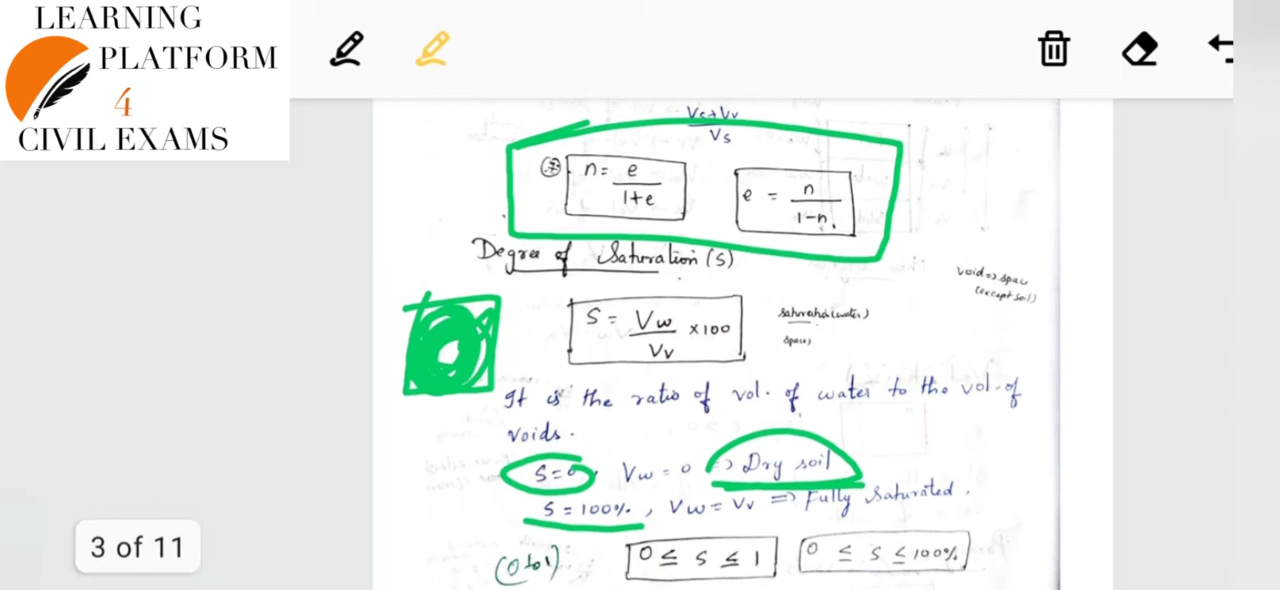 LEARNING
PLATFORM
4
CIVIL EXAMS
Vs+Vv
Vs
n= e
1+e
e = n
1-n
Degree of Saturation (S)
void => space
(except soil)
S = Vw x100
Vv
(water)
It is the ratio of vol. of water to the vol. of
voids.
S=0, Vw = 0 => Dry soil
S = 100%, Vw = Vv => Fully Saturated.
(0 to 1)
0 ≤ S ≤ 1
0 ≤ S ≤ 100%
3 of 11